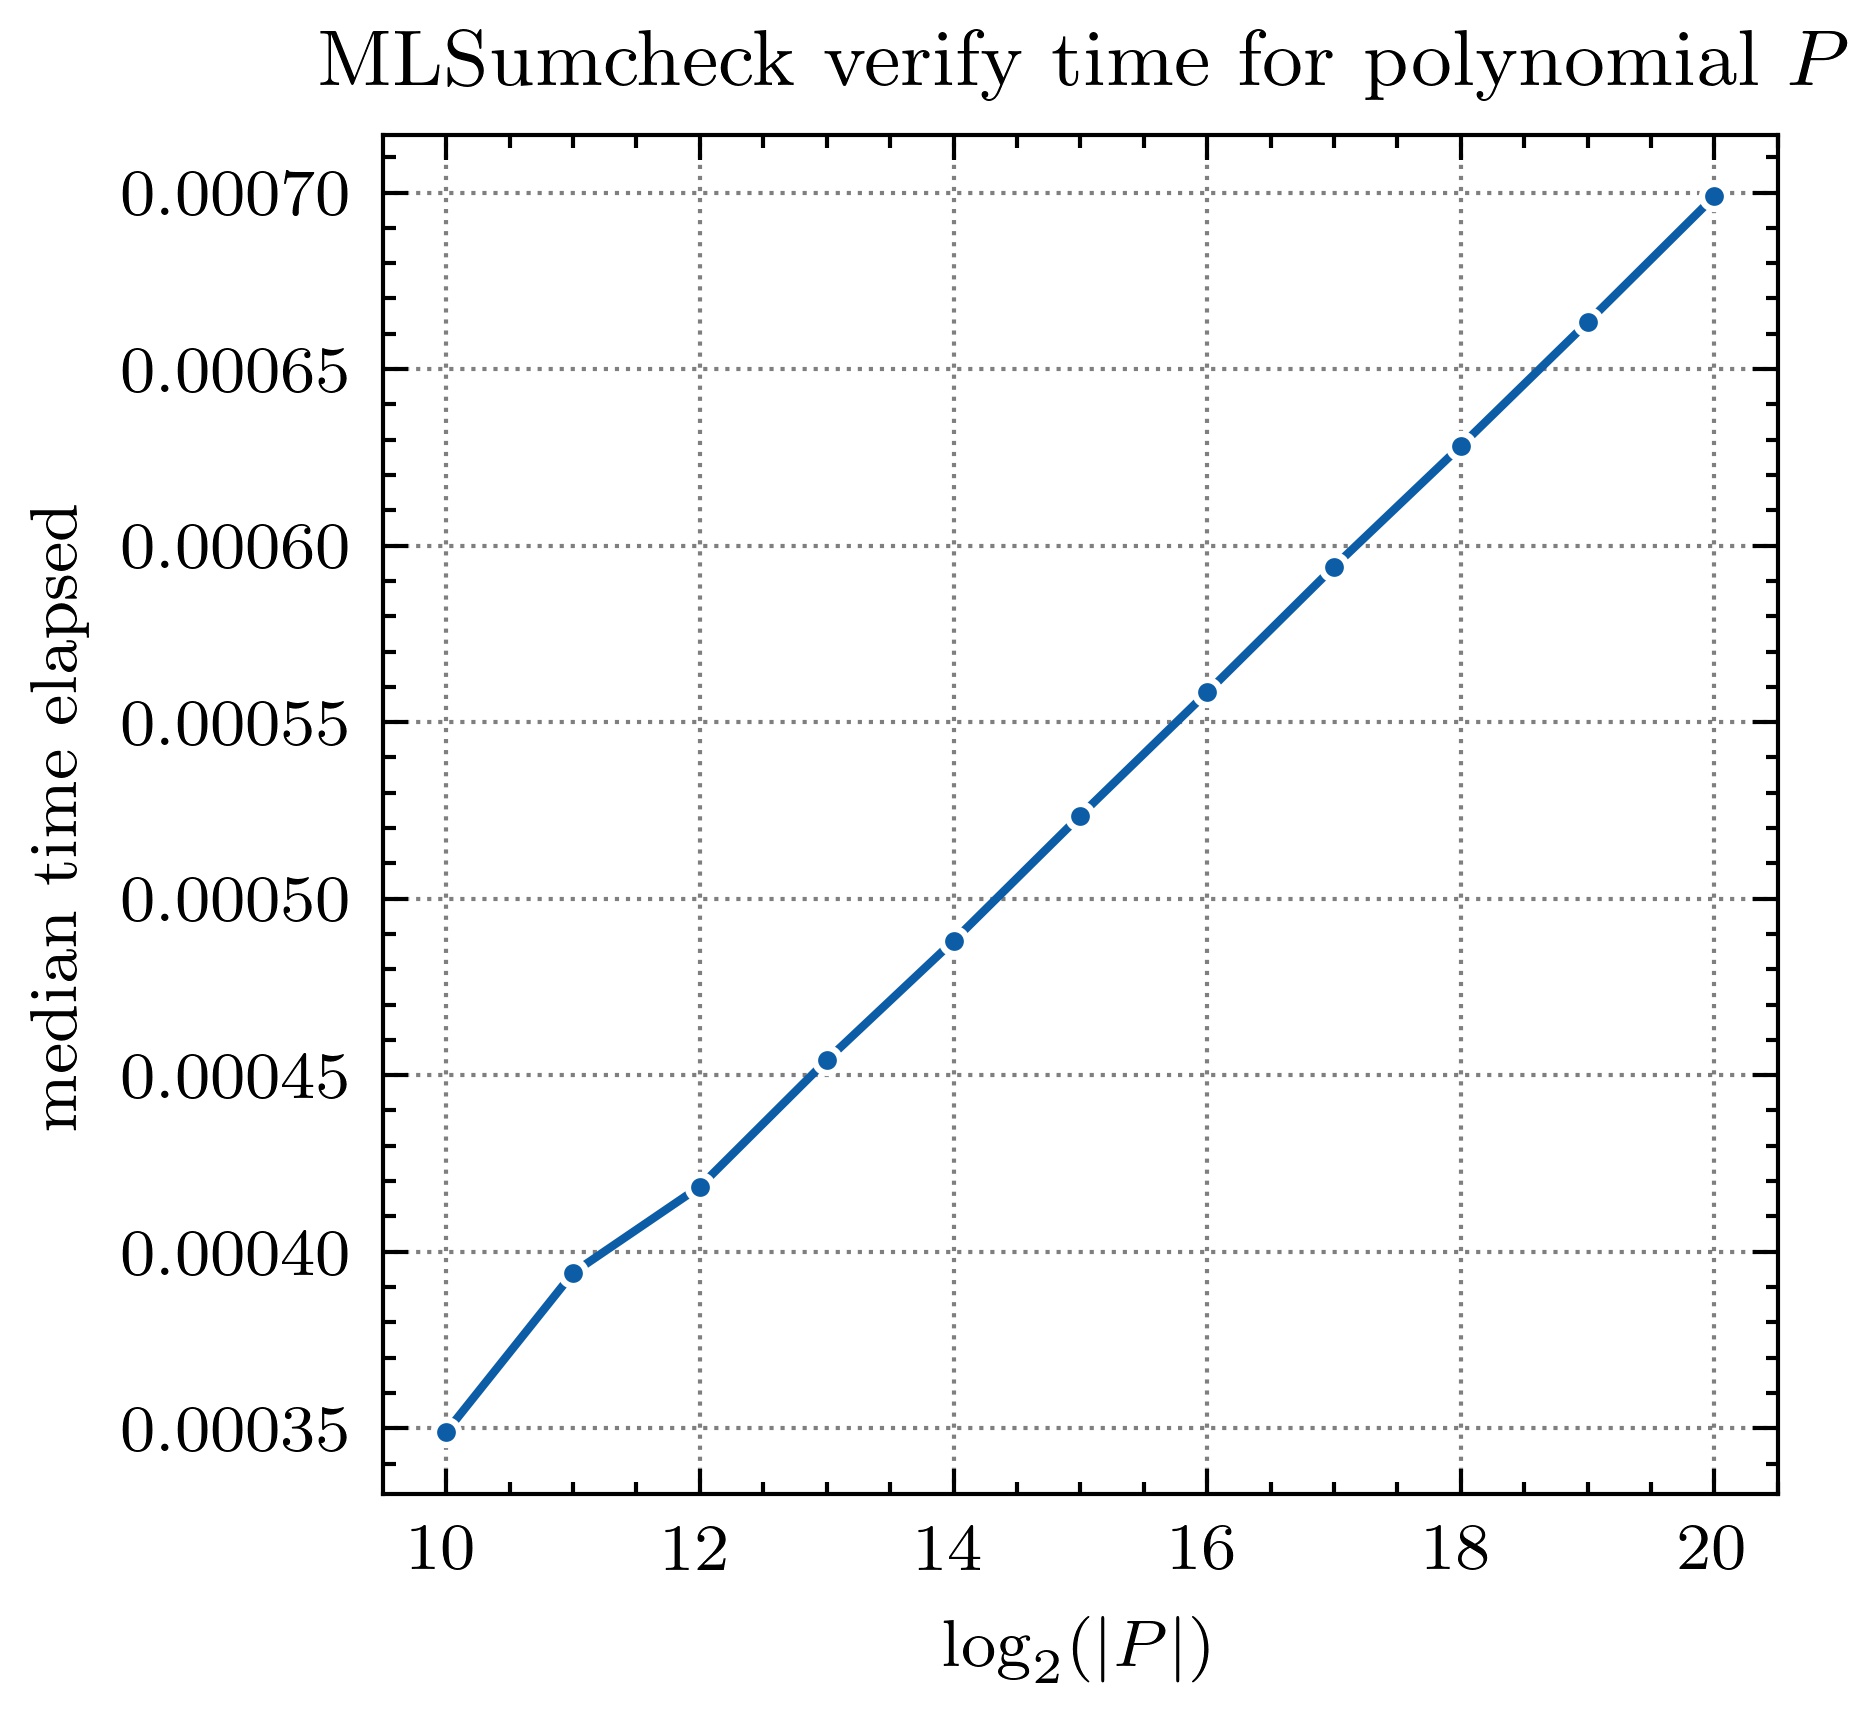 MLSumcheck verify time for polynomial P
0.00070
0.00065
0.00060
0.00055
0.00050
0.00045
0.00040
0.00035
median time elapsed
10 12 14 16 18 20
log₂(|P|)